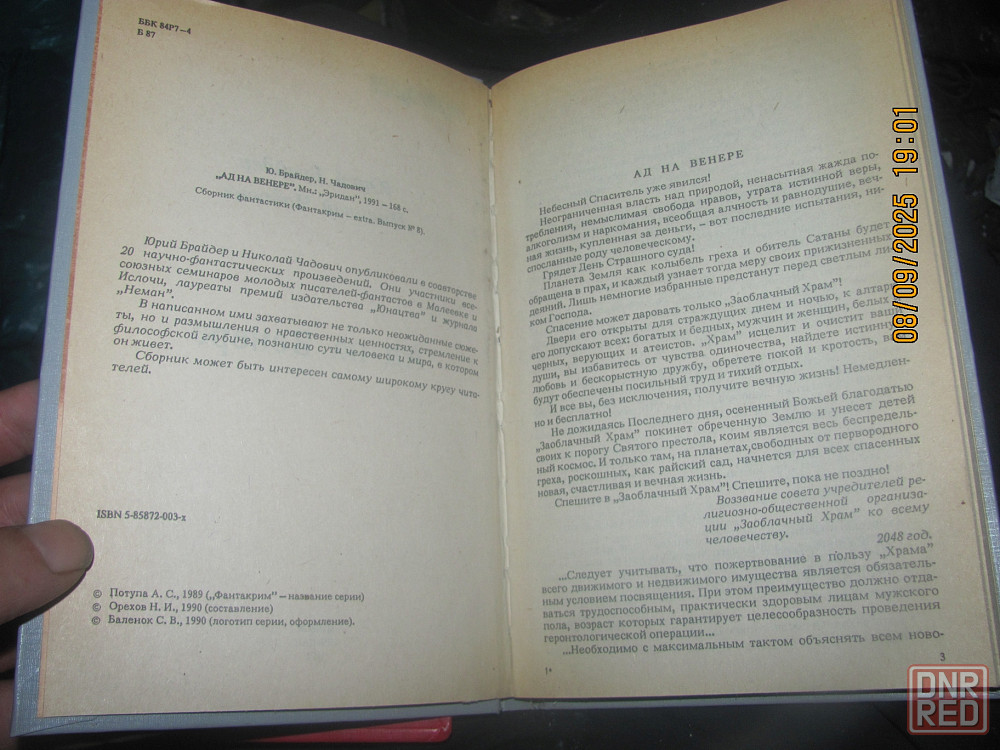 ББК 84Р7–4
Б 87
Ю. Брайдер, Н. Чадович
„АД НА ВЕНЕРЕ”. Мн.: „Эридан”, 1991 – 168 с.
Сборник фантастики (Фантакрим – extra. Выпуск № 8).
Юрий Брайдер и Николай Чадович опубликовали в соавторстве
20 научно-фантастических произведений. Они участники все-
союзных семинаров молодых писателей-фантастов в Малеевке и
Ислочи, лауреаты премий издательства „Юнацтва” и журнала
„Неман”.
В написанном ими захватывают не только неожиданные сюже-
ты, но и размышления о нравственных ценностях, стремление к
философской глубине, познанию сути человека и мира, в котором
он живет.
Сборник может быть интересен самому широкому кругу чита-
телей.
ISBN 5-85872-003-х
© Потупа А. С., 1989 („Фантакрим” – название серии)
© Орехов Н. И., 1990 (составление)
© Баленок С. В., 1990 (логотип серии, оформление).
АД НА ВЕНЕРЕ
Небесный Спаситель уже явился!
Неограниченная власть над природой, ненасытная жажда по-
требления, немыслимая свобода нравов, утрата истинной веры,
алкоголизм и наркомания, всеобщая алчность и равнодушие, веч-
ная жизнь, купленная за деньги, – вот последние испытания, ни-
спосланные роду человеческому.
Грядет День Страшного суда!
Планета Земля как колыбель греха и обитель Сатаны будет
обращена в прах, и каждый узнает тогда меру своих прижизненных
деяний. Лишь немногие избранные предстанут перед светлым ли-
ком Господа.
Спасение может даровать только „Заоблачный Храм”!
Двери его открыты для страждущих днем и ночью, к алтарю
его допускают всех: богатых и бедных, мужчин и женщин, белых и
черных, верующих и атеистов. „Храм” исцелит и очистит ваши
души, вы избавитесь от чувства одиночества, найдете истинную
любовь и бескорыстную дружбу, обретете покой и кротость,
будут обеспечены посильный труд и тихий отдых.
И все вы, без исключения, получите вечную жизнь! Немедлен-
но и бесплатно!
Не дожидаясь Последнего дня, осененный Божьей благодатью
„Заоблачный Храм” покинет обреченную Землю и унесет детей
своих к порогу Святого престола, коим является весь беспредель-
ный космос. И только там, на планетах,свободных от первородного
греха, роскошных, как райский сад, начнется для всех спасенных
новая, счастливая и вечная жизнь.
Спешите в „Заоблачный Храм”! Спешите, пока не поздно!
Воззвание совета учредителей ре-
лигиозно-общественной организа-
ции „Заоблачный Храм” ко всему
человечеству.
2048 год.
...Следует учитывать, что пожертвование в пользу „Храма”
всего движимого и недвижимого имущества является обязатель-
ным условием посвящения. При этом преимущество должно отда-
ваться трудоспособным, практически здоровым лицам мужского
пола, возраст которых гарантирует целесообразность проведения
геронтологической операции...
...Необходимо с максимальным тактом объяснять всем ново-
1*
3
08/09/2025 19:01
DNR
RED